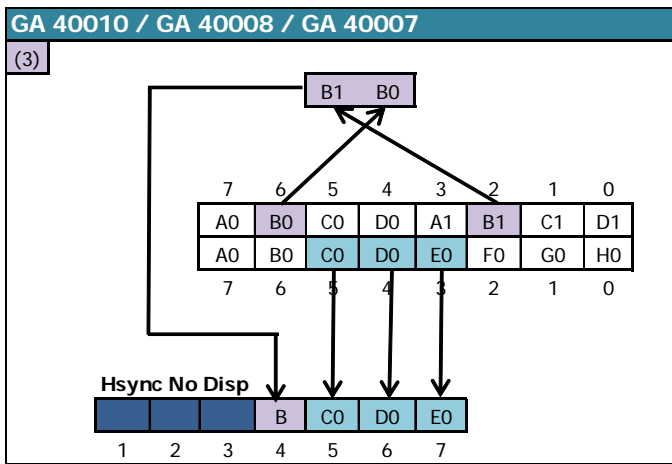 GA 40010 / GA 40008 / GA 40007
(3)
B1 B0
7 6 5 4 3 2 1 0
A0 B0 C0 D0 A1 B1 C1 D1
A0 B0 C0 D0 E0 F0 G0 H0
7 6 5 4 3 2 1 0
Hsync No Disp
B C0 D0 E0
1 2 3 4 5 6 7